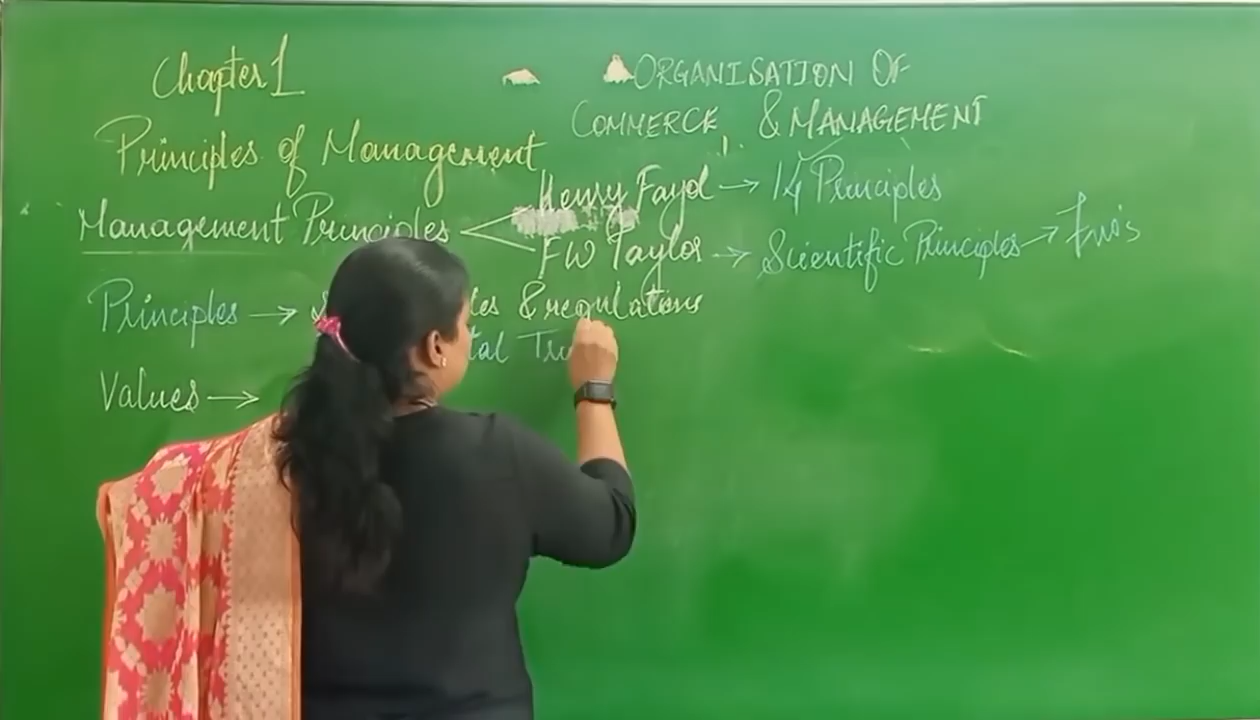 Chapter 1
ORGANISATION OF
COMMERCE & MANAGEMENT
Principles of Management
Henry Fayol → 14 Principles
Management Principles
FW Taylor → Scientific Principles →
Principles → & regulations
Values →